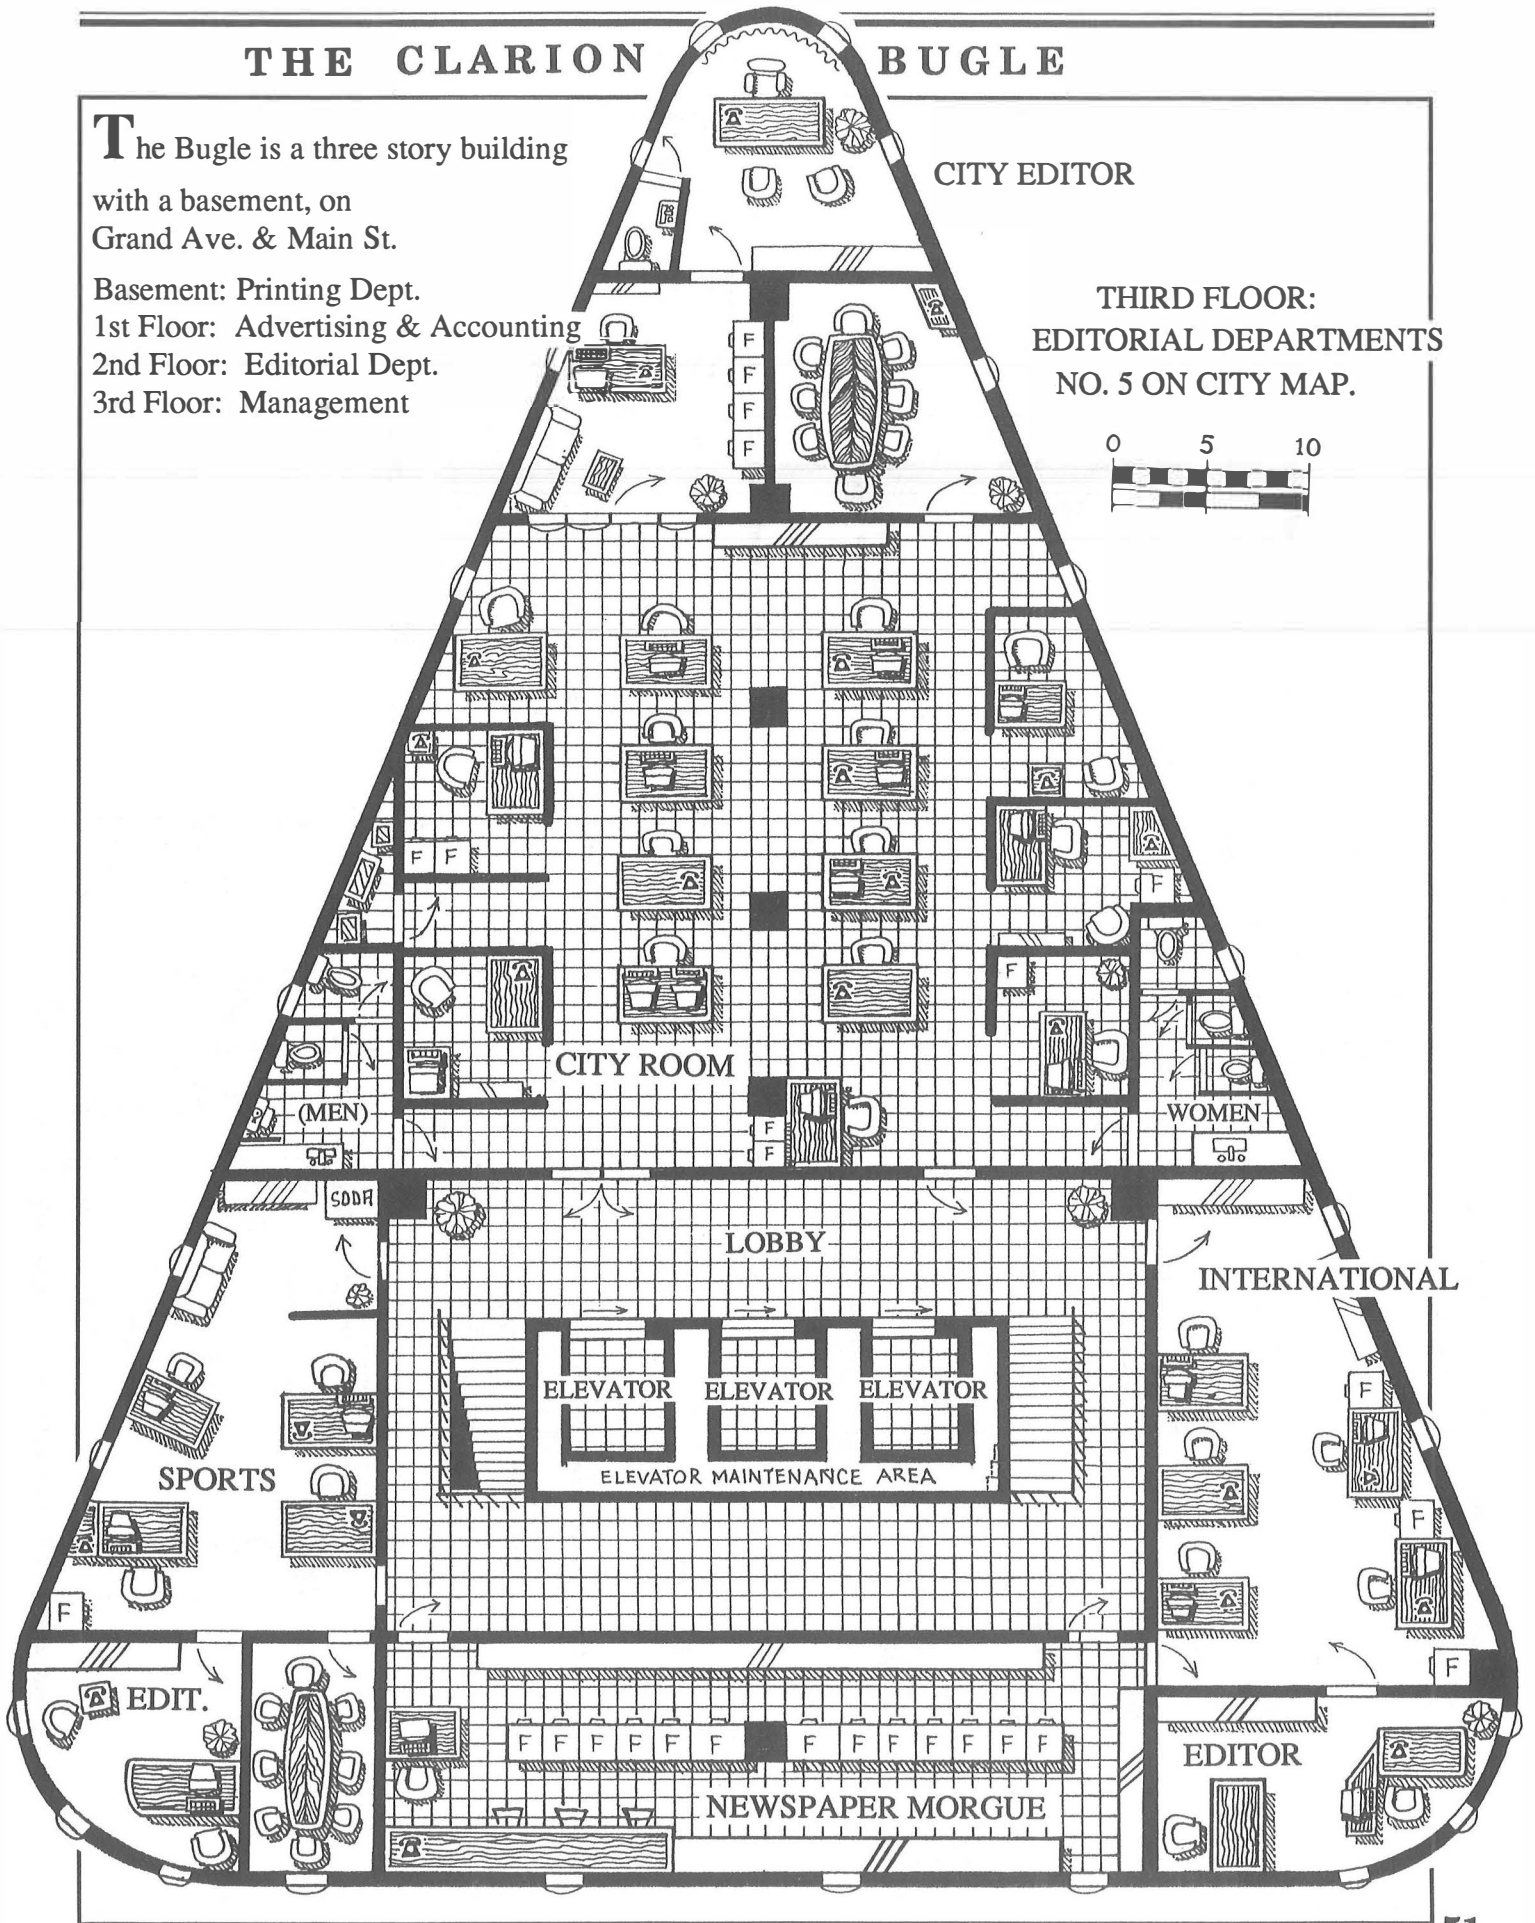 THE CLARION BUGLE
The Bugle is a three story building
with a basement, on
Grand Ave. & Main St.
Basement: Printing Dept.
1st Floor: Advertising & Accounting
2nd Floor: Editorial Dept.
3rd Floor: Management
CITY EDITOR
THIRD FLOOR:
EDITORIAL DEPARTMENTS
NO. 5 ON CITY MAP.
0 5 10
F
F
F
F
F F
F
F
CITY ROOM
(MEN)
WOMEN
F
F
SODA
LOBBY
INTERNATIONAL
ELEVATOR ELEVATOR ELEVATOR
F
ELEVATOR MAINTENANCE AREA
SPORTS
F
F
F
EDIT.
F F F F F F F F F F F F F
EDITOR
NEWSPAPER MORGUE